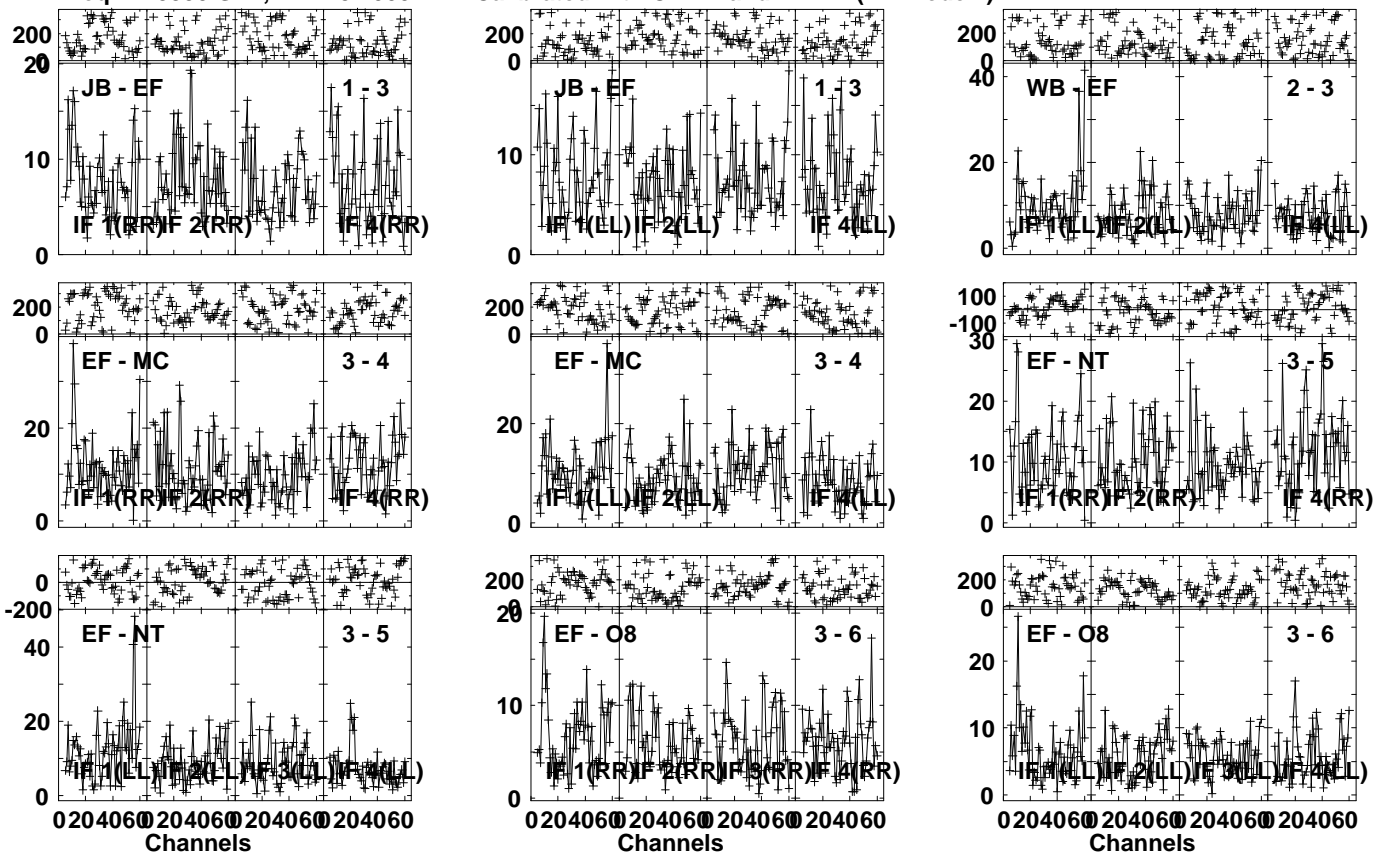 200
0
200
0
200
0
20
10
0
JB - EF
1 - 3
IF 1(RR)
IF 2(RR)
IF 4(RR)
10
0
JB - EF
1 - 3
IF 1(LL)
IF 2(LL)
IF 4(LL)
40
20
0
WB - EF
2 - 3
IF 1(LL)
IF 2(LL)
IF 4(LL)
200
0
200
0
100
-100
20
0
EF - MC
3 - 4
IF 1(RR)
IF 2(RR)
IF 4(RR)
20
0
EF - MC
3 - 4
IF 1(LL)
IF 2(LL)
IF 4(LL)
30
20
10
0
EF - NT
3 - 5
IF 1(RR)
IF 2(RR)
IF 4(RR)
0
-200
200
0
200
0
40
20
0
EF - NT
3 - 5
IF 1(LL)
IF 2(LL)
IF 3(LL)
IF 4(LL)
20
10
0
EF - O8
3 - 6
IF 1(RR)
IF 2(RR)
IF 3(RR)
IF 4(RR)
20
10
0
EF - O8
3 - 6
IF 1(LL)
IF 2(LL)
IF 3(LL)
IF 4(LL)
0 20 40 60 0 20 40 60 0 20 40 60 0 20 40 60
0 20 40 60 0 20 40 60 0 20 40 60 0 20 40 60
0 20 40 60 0 20 40 60 0 20 40 60 0 20 40 60
Channels
Channels
Channels